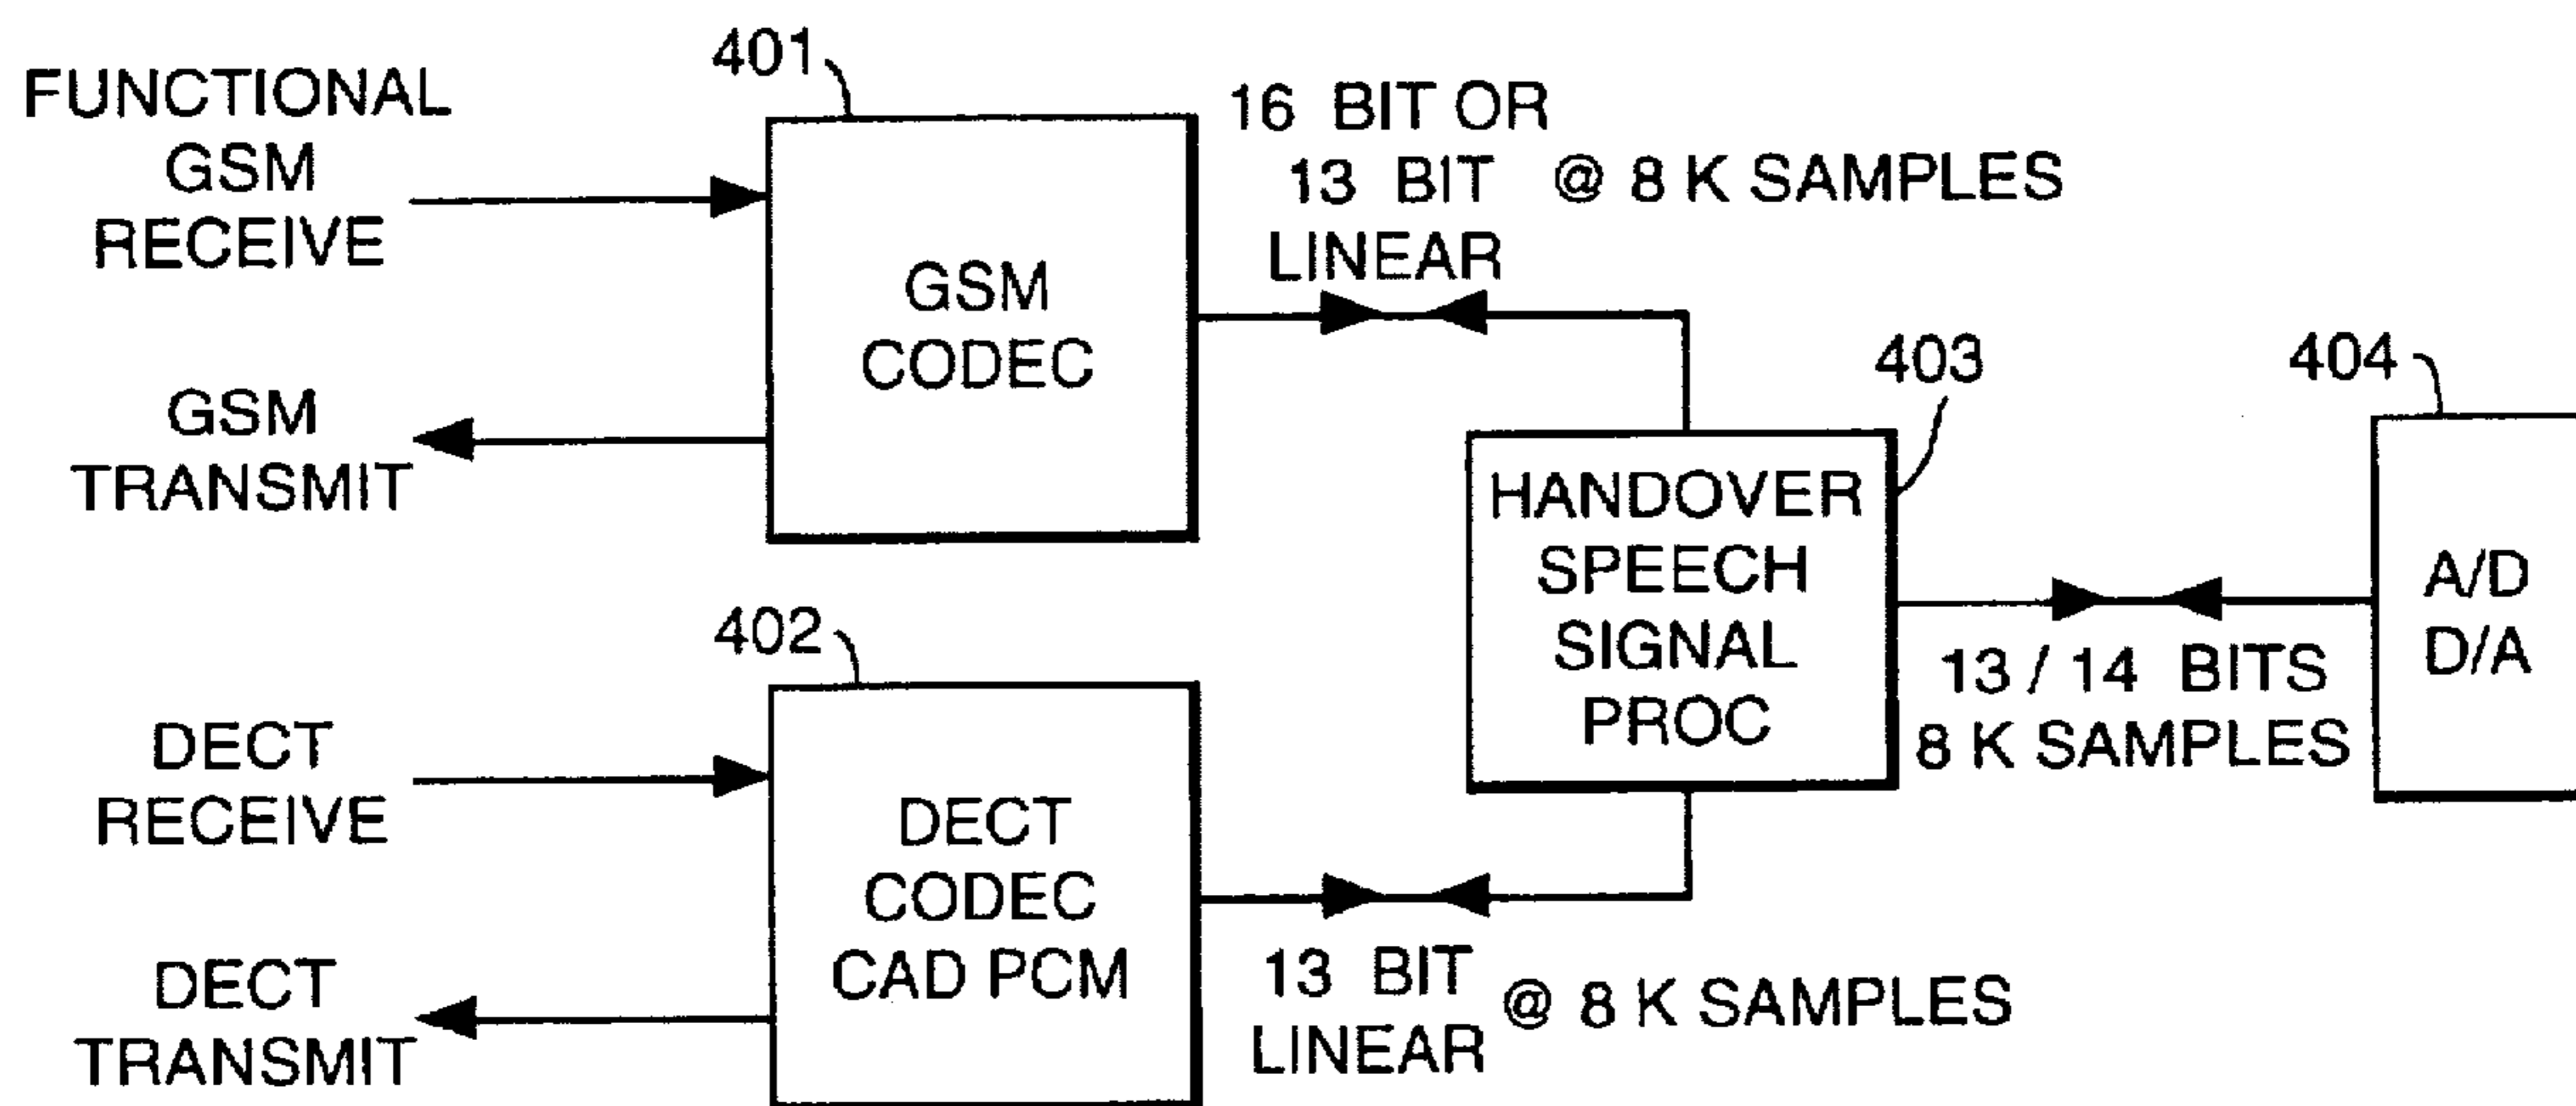 401
FUNCTIONAL
GSM
RECEIVE
GSM
TRANSMIT
GSM
CODEC
16 BIT OR
13 BIT @ 8 K SAMPLES
LINEAR
403
404
HANDOVER
SPEECH
SIGNAL
PROC
A/D
D/A
13 / 14 BITS
8 K SAMPLES
402
DECT
RECEIVE
DECT
TRANSMIT
DECT
CODEC
CAD PCM
13 BIT
LINEAR
@ 8 K SAMPLES